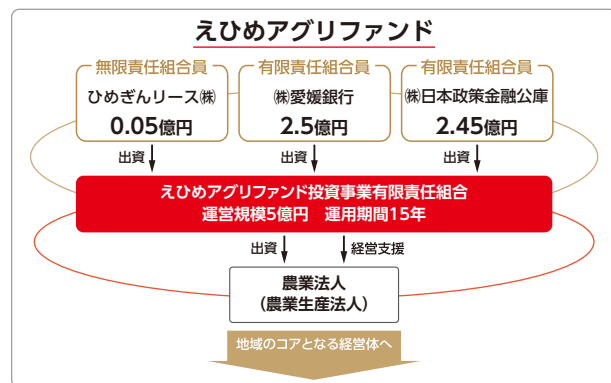 えひめアグリファンド
無限責任組合員
ひめぎんリース㈱
0.05億円
有限責任組合員
㈱愛媛銀行
2.5億円
有限責任組合員
㈱日本政策金融公庫
2.45億円
出資
出資
出資
えひめアグリファンド投資事業有限責任組合
運営規模5億円　運用期間15年
出資
経営支援
農業法人
（農業生産法人）
地域のコアとなる経営体へ